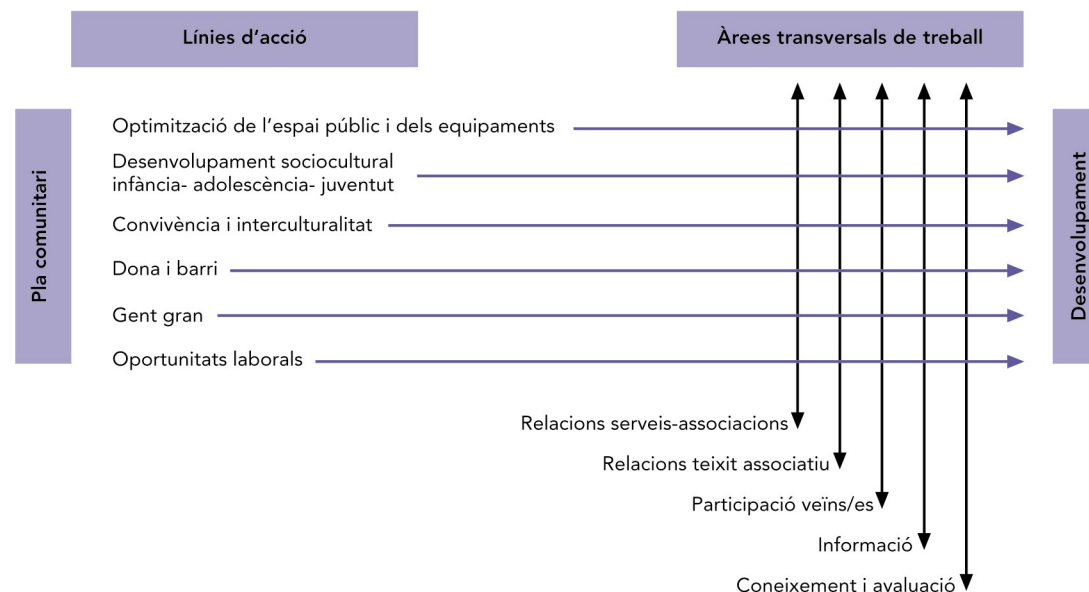 Línies d'acció
Àrees transversals de treball
Pla comunitari
Optimització de l'espai públic i dels equipaments
Desenvolupament sociocultural
infància- adolescència- juventut
Convivència i interculturalitat
Dona i barri
Gent gran
Oportunitats laborals
Desenvolupament
Relacions serveis-associacions
Relacions teixit associatiu
Participació veïns/es
Informació
Coneixement i avaluació